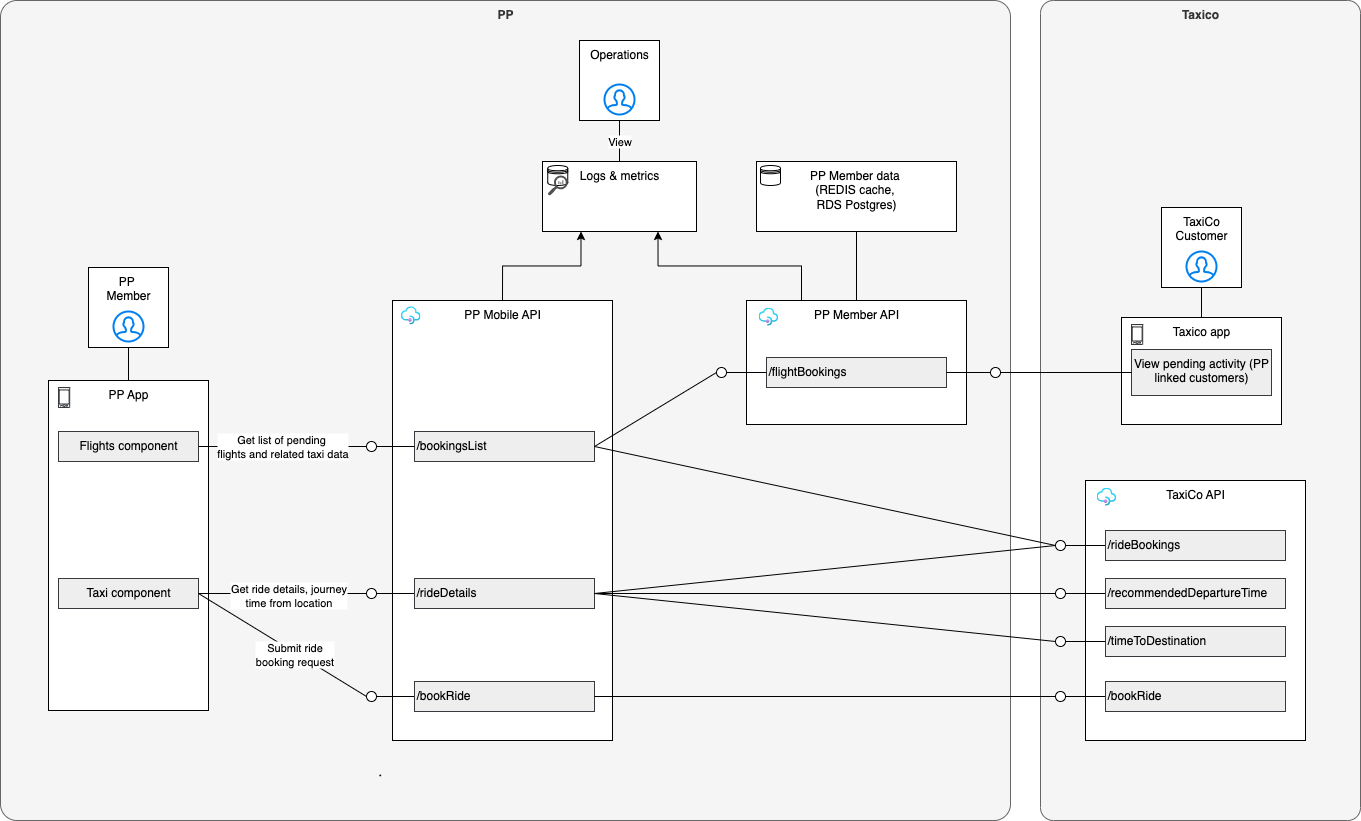 PP
Taxico
Operations
View
Logs & metrics
PP Member data
(REDIS cache,
RDS Postgres)
TaxiCo
Customer
PP
Member
PP Mobile API
PP Member API
Taxico app
View pending activity (PP
linked customers)
/flightBookings
PP App
Flights component
Get list of pending
flights and related taxi data
/bookingsList
TaxiCo API
/rideBookings
Taxi component
Get ride details, journey
time from location
/rideDetails
/recommendedDepartureTime
/timeToDestination
Submit ride
booking request
/bookRide
/bookRide